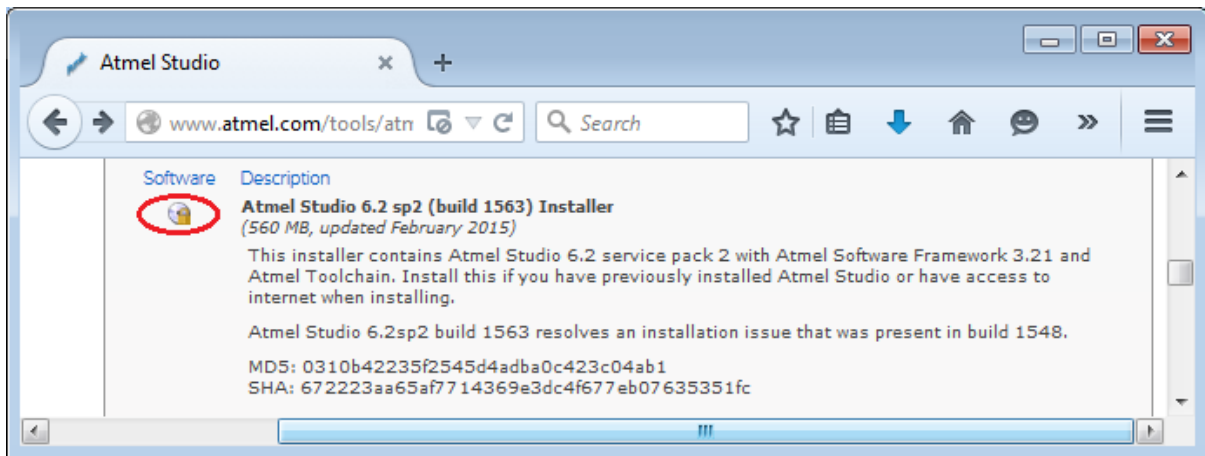 Atmel Studio
www.atmel.com/tools/atn
Search
Software Description
Atmel Studio 6.2 sp2 (build 1563) Installer
(560 MB, updated February 2015)
This installer contains Atmel Studio 6.2 service pack 2 with Atmel Software Framework 3.21 and
Atmel Toolchain. Install this if you have previously installed Atmel Studio or have access to
internet when installing.
Atmel Studio 6.2sp2 build 1563 resolves an installation issue that was present in build 1548.
MD5: 0310b42235f2545d4adba0c423c04ab1
SHA: 672223aa65af7714369e3dc4f677eb07635351fc